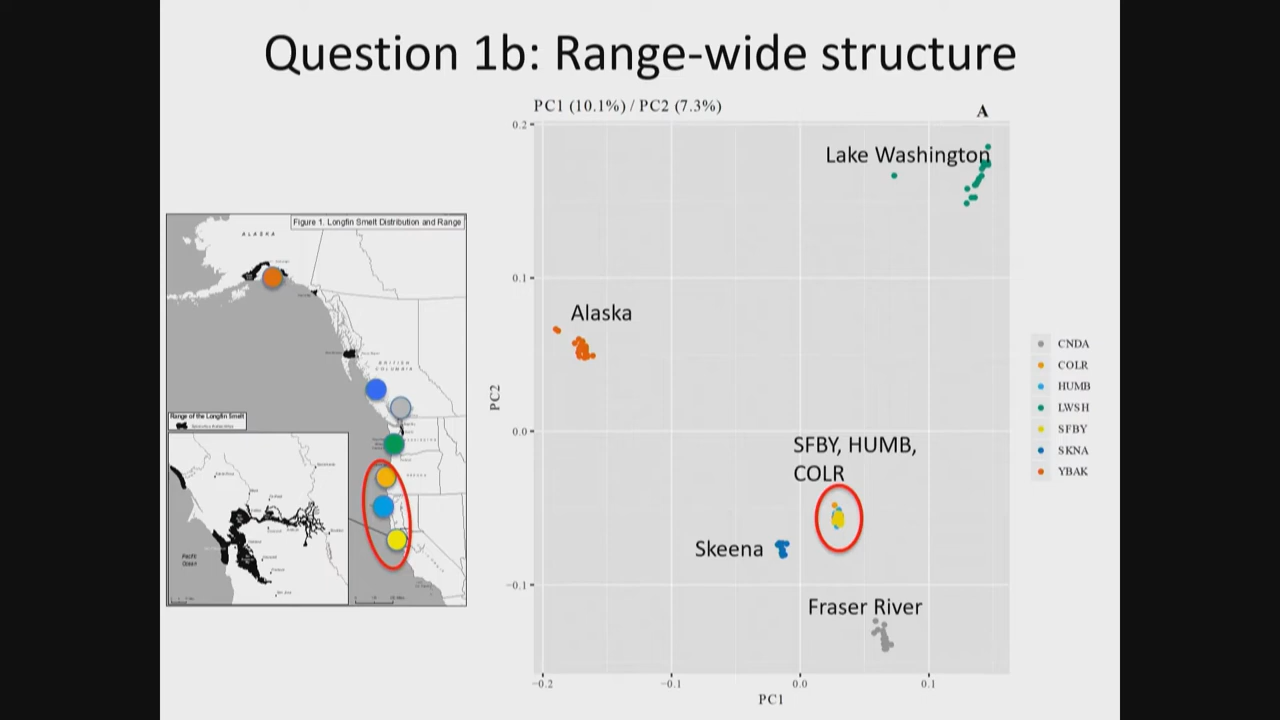 Question 1b: Range-wide structure
PC1 (10.1%) / PC2 (7.3%)
A
0.2
0.1
0.0
−0.1
PC2
−0.2
−0.1
0.0
0.1
PC1
Lake Washington
Alaska
SFBY, HUMB,
COLR
Skeena
Fraser River
CNDA
COLR
HUMB
LWSH
SFBY
SKNA
YBAK
Figure 1. Longfin Smelt Distribution and Range
ALASKA
BRITISH
COLUMBIA
Range of the Longfin Smelt
Pacific
Ocean